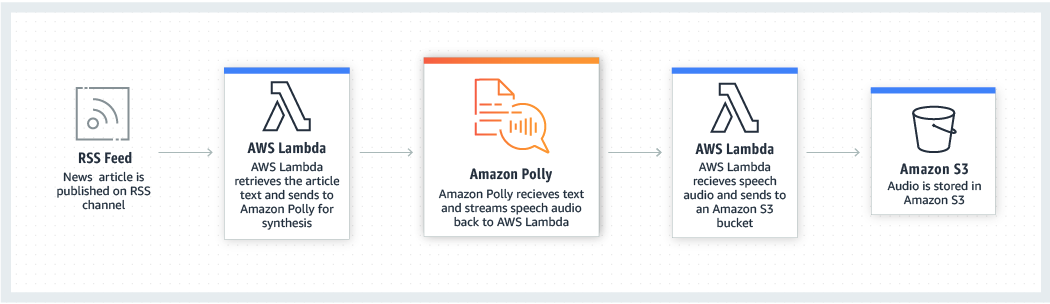 RSS Feed
News  article is
published on RSS
channel
AWS Lambda
AWS Lambda
retrieves the article
text and sends to
Amazon Polly for
synthesis
Amazon Polly
Amazon Polly recieves text
and streams speech audio
back to AWS Lambda
AWS Lambda
AWS Lambda
recieves speech
audio and sends to
an Amazon S3
bucket
Amazon S3
Audio is stored in
Amazon S3